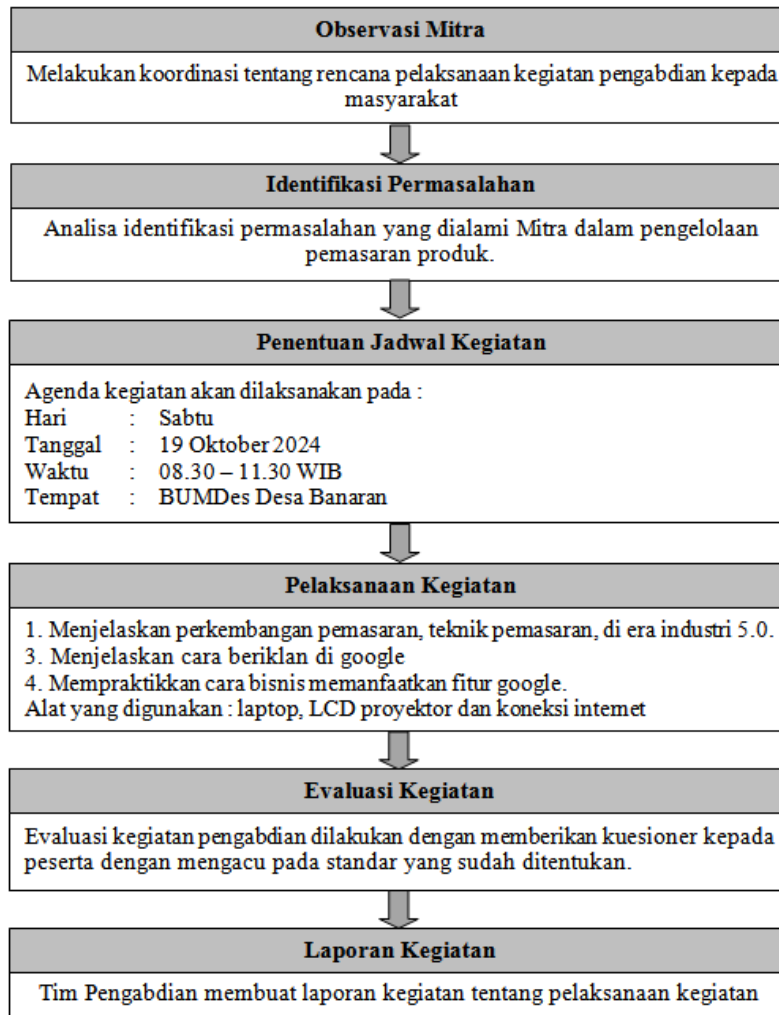 Observasi Mitra
Melakukan koordinasi tentang rencana pelaksanaan kegiatan pengabdian kepada
masyarakat
Identifikasi Permasalahan
Analisa identifikasi permasalahan yang dialami Mitra dalam pengelolaan
pemasaran produk.
Penentuan Jadwal Kegiatan
Agenda kegiatan akan dilaksanakan pada :
Hari : Sabtu
Tanggal : 19 Oktober 2024
Waktu : 08.30 – 11.30 WIB
Tempat : BUMDes Desa Banaran
Pelaksanaan Kegiatan
1. Menjelaskan perkembangan pemasaran, teknik pemasaran, di era industri 5.0.
3. Menjelaskan cara beriklan di google
4. Mempraktikkan cara bisnis memanfaatkan fitur google.
Alat yang digunakan : laptop, LCD proyektor dan koneksi internet
Evaluasi Kegiatan
Evaluasi kegiatan pengabdian dilakukan dengan memberikan kuesioner kepada
peserta dengan mengacu pada standar yang sudah ditentukan.
Laporan Kegiatan
Tim Pengabdian membuat laporan kegiatan tentang pelaksanaan kegiatan